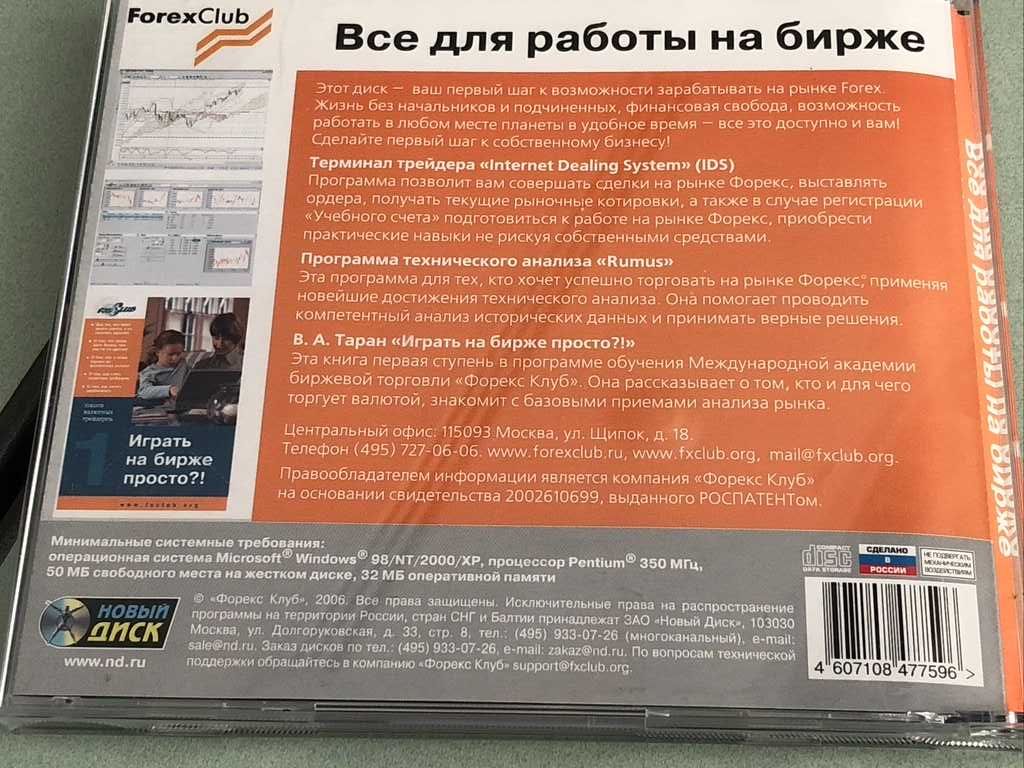 ForexClub
Все для работы на бирже
Этот диск — ваш первый шаг к возможности зарабатывать на рынке Forex.
Жизнь без начальников и подчиненных, финансовая свобода, возможность
работать в любом месте планеты в удобное время — все это доступно и вам!
Сделайте первый шаг к собственному бизнесу!
Терминал трейдера «Internet Dealing System» (IDS)
Программа позволит вам совершать сделки на рынке Форекс, выставлять
ордера, получать текущие рыночные котировки, а также в случае регистрации
«Учебного счета» подготовиться к работе на рынке Форекс, приобрести
практические навыки не рискуя собственными средствами.
Программа технического анализа «Rumus»
Эта программа для тех, кто хочет успешно торговать на рынке Форекс, применяя
новейшие достижения технического анализа. Она помогает проводить
компетентный анализ исторических данных и принимать верные решения.
В. А. Таран «Играть на бирже просто?!»
Эта книга первая ступень в программе обучения Международной академии
биржевой торговли «Форекс Клуб». Она рассказывает о том, кто и для чего
торгует валютой, знакомит с базовыми приемами анализа рынка.
Центральный офис: 115093 Москва, ул. Щипок, д. 18.
Телефон (495) 727-06-06. www.forexclub.ru, www.fxclub.org, mail@fxclub.org.
Правообладателем информации является компания «Форекс Клуб»
на основании свидетельства 2002610699, выданного РОСПАТЕНТом.
1
Играть
на бирже
просто?!
www.fxclub.org
Все для работы на бирже
Минимальные системные требования:
операционная система Microsoft® Windows® 98/NT/2000/XP, процессор Pentium® 350 МГц,
50 МБ свободного места на жестком диске, 32 МБ оперативной памяти
COMPACT
disc
DATA STORAGE
СДЕЛАНО
В
РОССИИ
НЕ ПОДВЕРГАТЬ
МЕХАНИЧЕСКИМ
ВОЗДЕЙСТВИЯМ
НОВЫЙ
ДИСК
www.nd.ru
© «Форекс Клуб», 2006. Все права защищены. Исключительные права на распространение
программы на территории России, стран СНГ и Балтии принадлежат ЗАО «Новый Диск», 103030
Москва, ул. Долгоруковская, д. 33, стр. 8, тел.: (495) 933-07-26 (многоканальный), e-mail:
sale@nd.ru. Заказ дисков по тел.: (495) 933-07-26, e-mail: zakaz@nd.ru. По вопросам технической
поддержки обращайтесь в компанию «Форекс Клуб» support@fxclub.org.
4 607108 477596 >